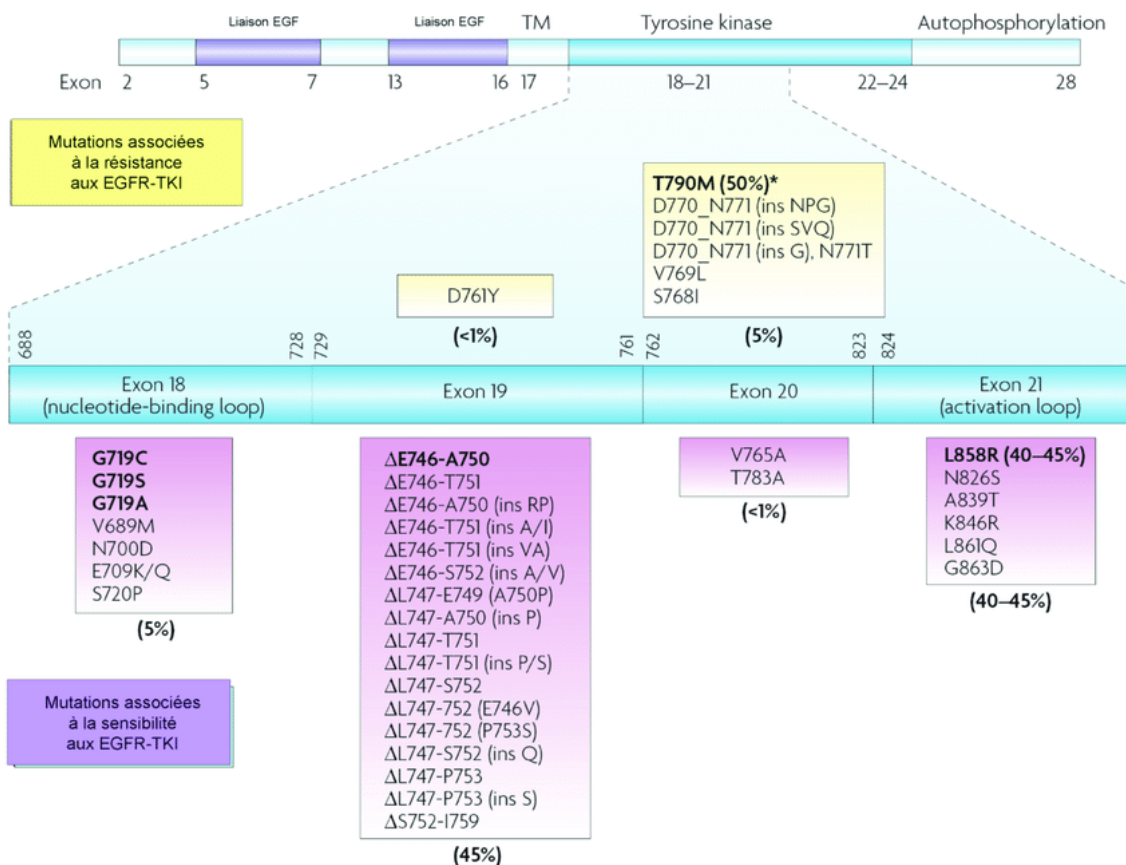 Liaison EGF
Liaison EGF
TM
Tyrosine kinase
Autophosphorylation
Exon
2
5
7
13
16
17
18–21
22–24
28
Mutations associées
à la résistance
aux EGFR-TKI
T790M (50%)*
D770_N771 (ins NPG)
D770_N771 (ins SVQ)
D770_N771 (ins G), N771T
V769L
S768I
(5%)
D761Y
(<1%)
688
728
729
761
762
823
824
Exon 18
(nucleotide-binding loop)
Exon 19
Exon 20
Exon 21
(activation loop)
G719C
G719S
G719A
V689M
N700D
E709K/Q
S720P
(5%)
ΔE746-A750
ΔE746-T751
ΔE746-A750 (ins RP)
ΔE746-T751 (ins A/I)
ΔE746-T751 (ins VA)
ΔE746-S752 (ins A/V)
ΔL747-E749 (A750P)
ΔL747-A750 (ins P)
ΔL747-T751
ΔL747-T751 (ins P/S)
ΔL747-S752
ΔL747-752 (E746V)
ΔL747-752 (P753S)
ΔL747-S752 (ins Q)
ΔL747-P753
ΔL747-P753 (ins S)
ΔS752-I759
(45%)
V765A
T783A
(<1%)
L858R (40–45%)
N826S
A839T
K846R
L861Q
G863D
(40–45%)
Mutations associées
à la sensibilité
aux EGFR-TKI